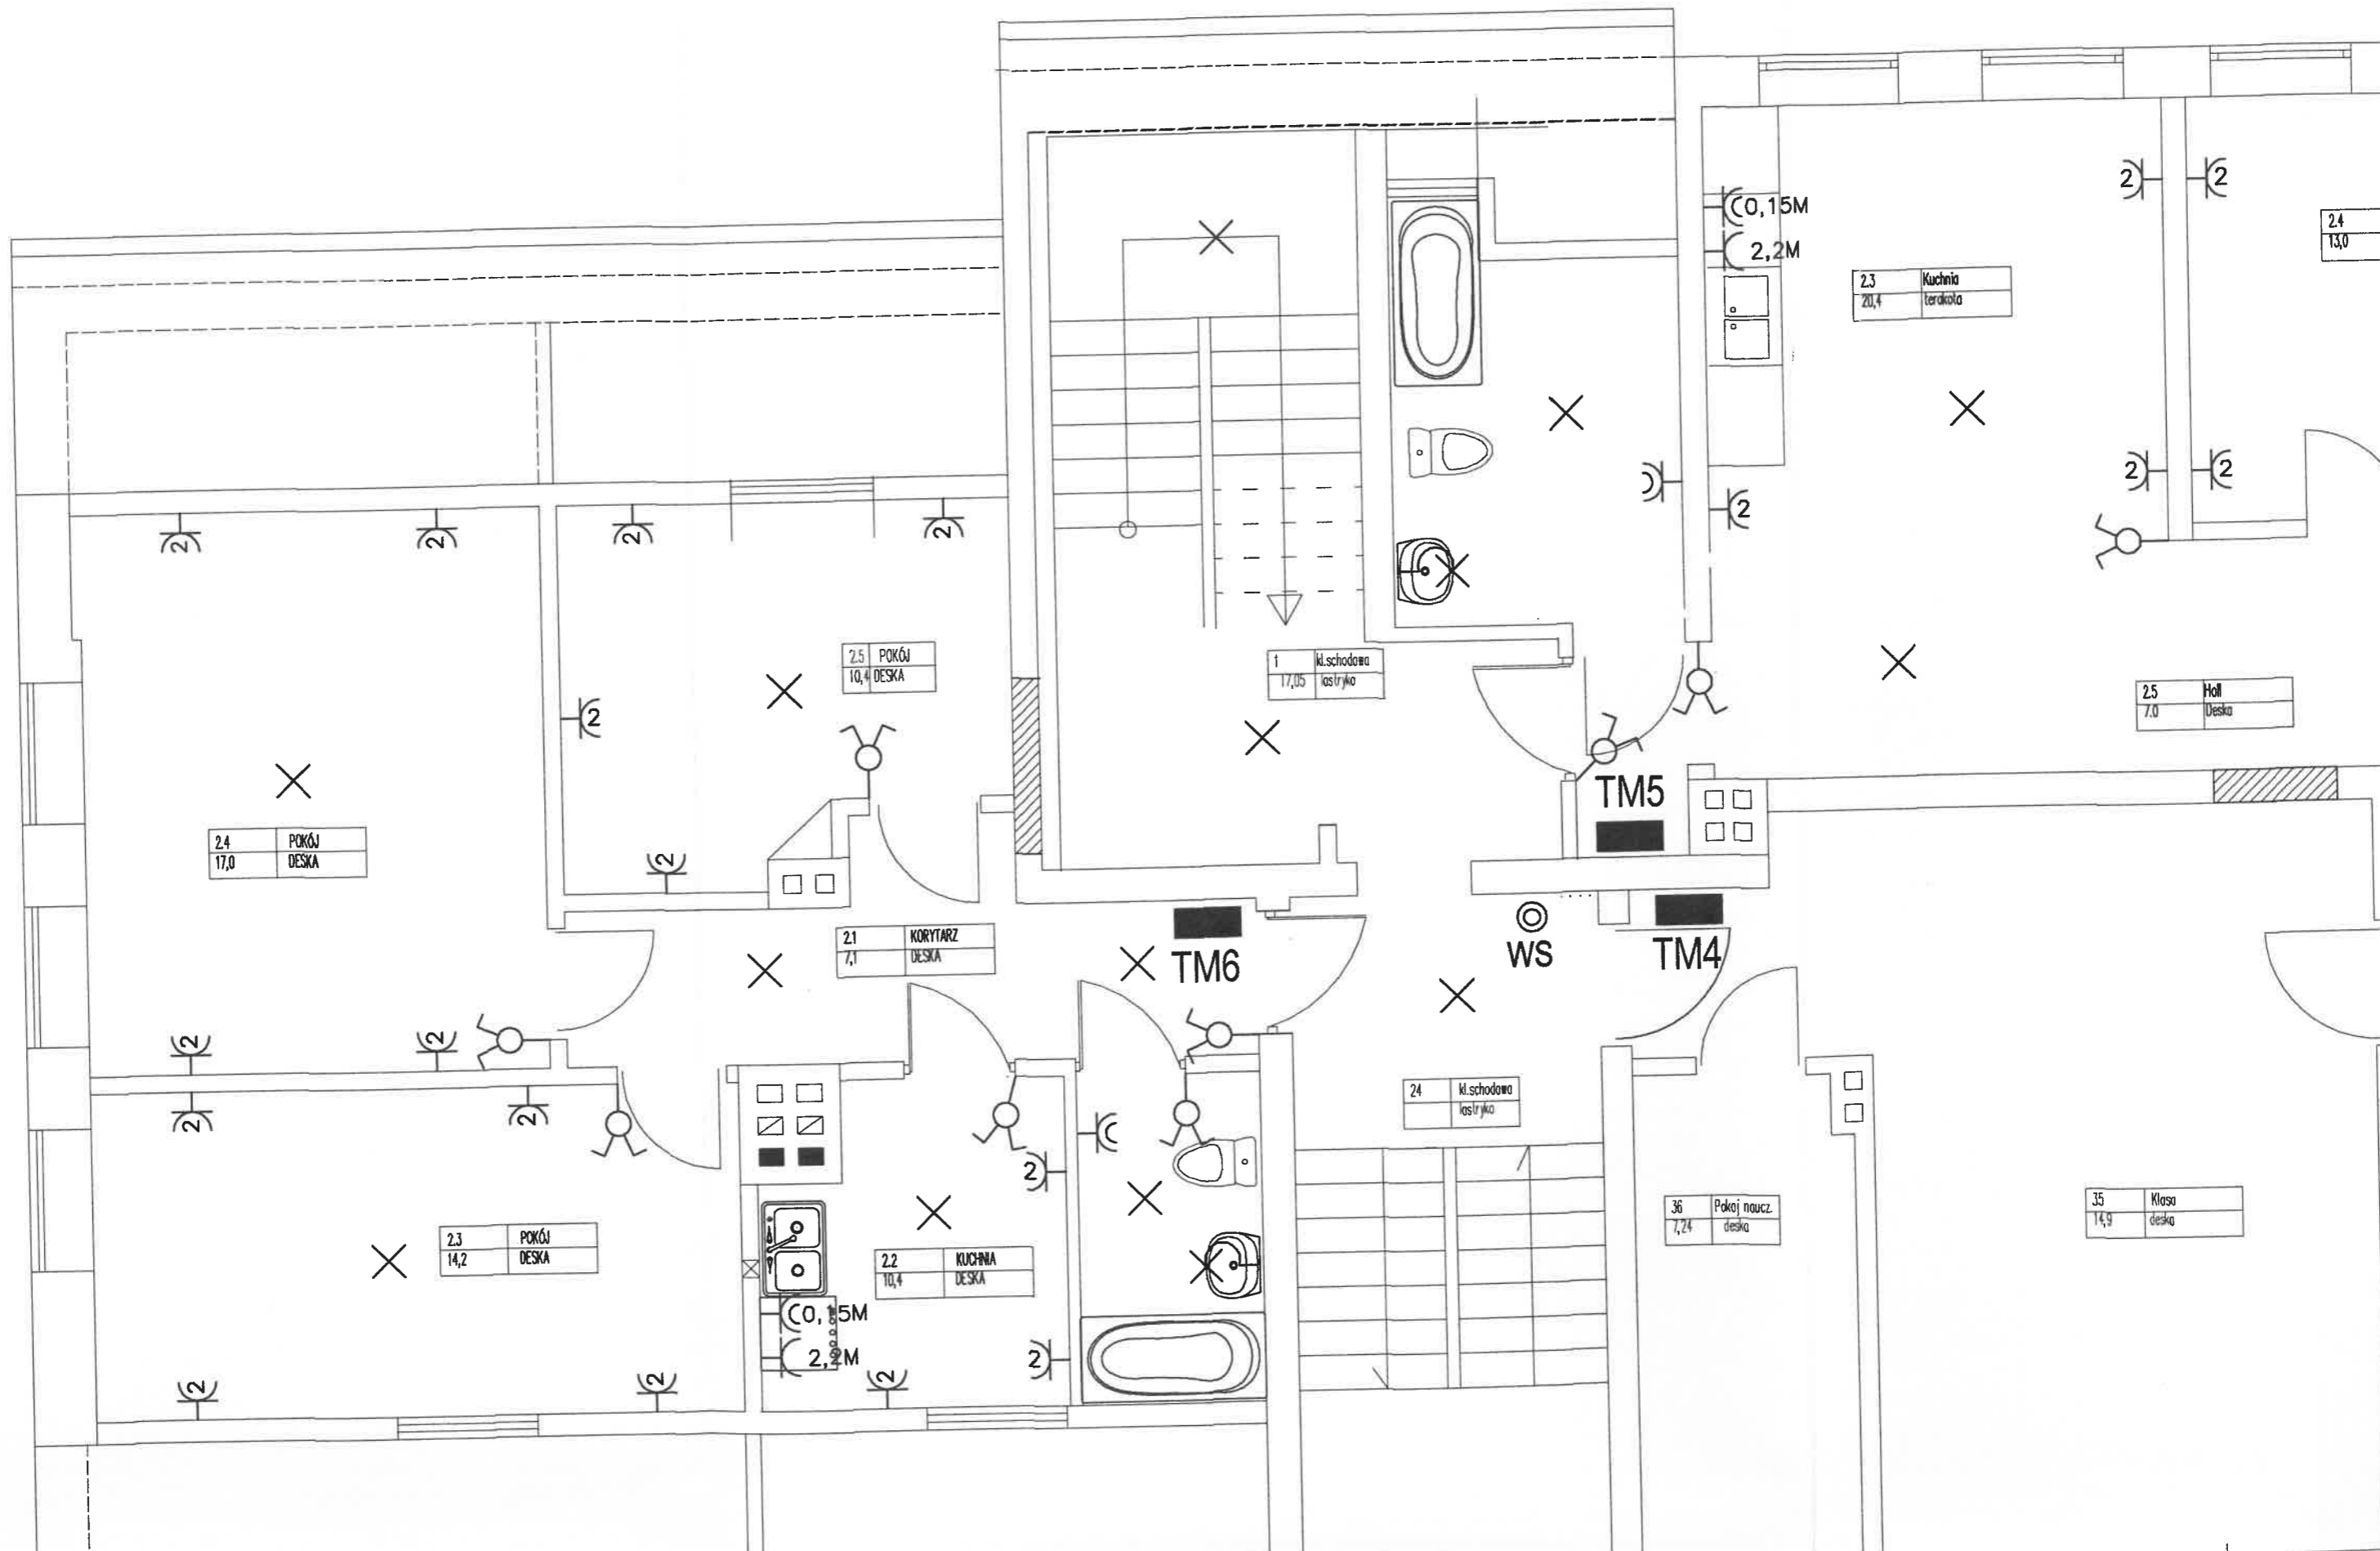 2
2
C0,15M
2,2M
2.4
13,0
2.3 Kuchnia
20,4 terakota
2
2
2
2
2
2
2
2
2.5 POKÓJ
10,4 DESKA
1 kl.schodowa
17,05 lastryko
2.5 Holl
7.0 Deska
2
TM5
2.4 POKÓJ
17,0 DESKA
2
2.1 KORYTARZ
7,1 DESKA
TM6
WS
TM4
2
2
2
2
24 kl.schodowa
lastryko
2
36 Pokoj naucz.
7,24 deska
35 Klasa
14,9 deska
2.3 POKÓJ
14,2 DESKA
2.2 KUCHNIA
10,4 DESKA
C0,15M
2,2M
2
2
2
2